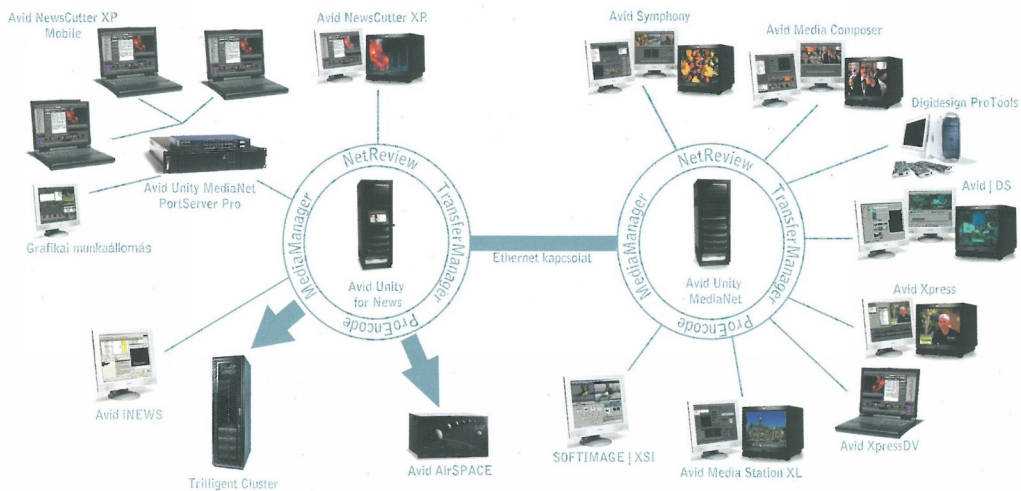 Avid NewsCutter XP
Mobile
Avid NewsCutter XP
Avid Symphony
Avid Media Composer
Digidesign ProTools
Avid | DS
Avid Xpress
Avid XpressDV
Avid Media Station XL
SOFTIMAGE | XSI
Avid Unity MediaNet
PortServer Pro
Grafikai munkaállomás
Avid iNEWS
Trilligent Cluster
Avid AirSPACE
NetReview
TransferManager
ProEncode
MediaManager
Avid Unity
for News
Ethernet kapcsolat
NetReview
TransferManager
ProEncode
MediaManager
Avid Unity
MediaNet